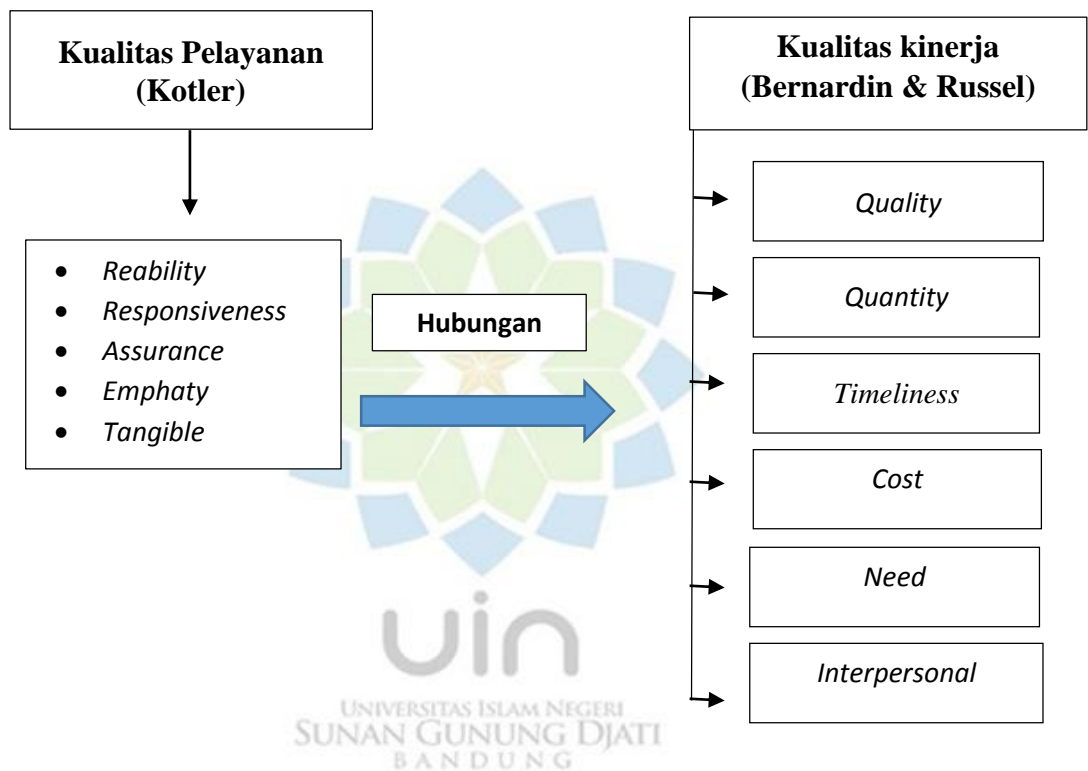 Kualitas Pelayanan
(Kotler)
Kualitas kinerja
(Bernardin & Russel)
• Reability
• Responsiveness
• Assurance
• Emphaty
• Tangible
Hubungan
Quality
Quantity
Timeliness
Cost
Need
Interpersonal
uin
UNIVERSITAS ISLAM NEGERI
SUNAN GUNUNG DJATI
BANDUNG